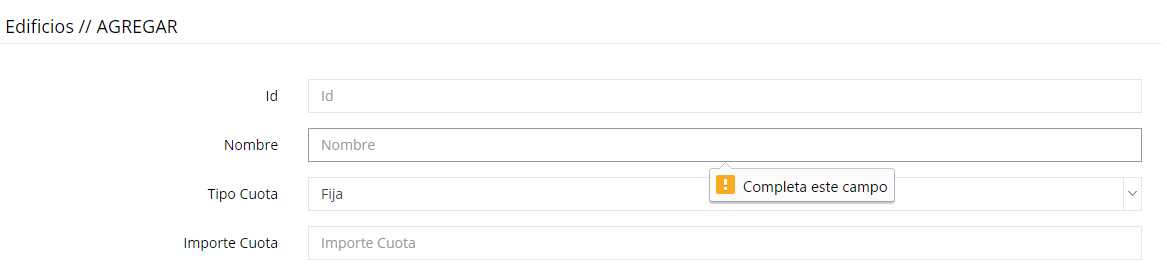 Edificios // AGREGAR
Id Id
Nombre Nombre
Completa este campo
Tipo Cuota Fija
Importe Cuota Importe Cuota